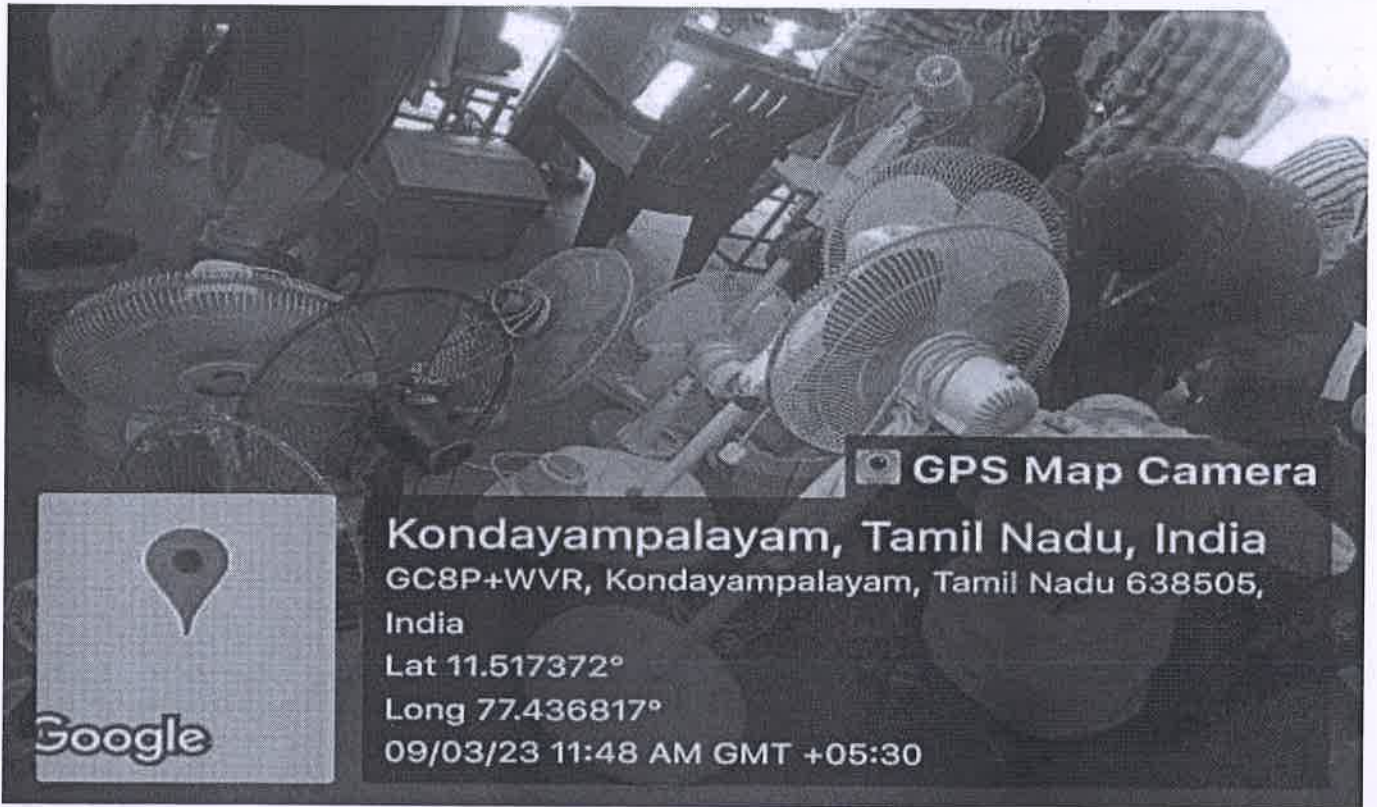 GPS Map Camera
Kondayampalayam, Tamil Nadu, India
GC8P+WVR, Kondayampalayam, Tamil Nadu 638505,
India
Lat 11.517372°
Long 77.436817°
09/03/23 11:48 AM GMT +05:30
Google